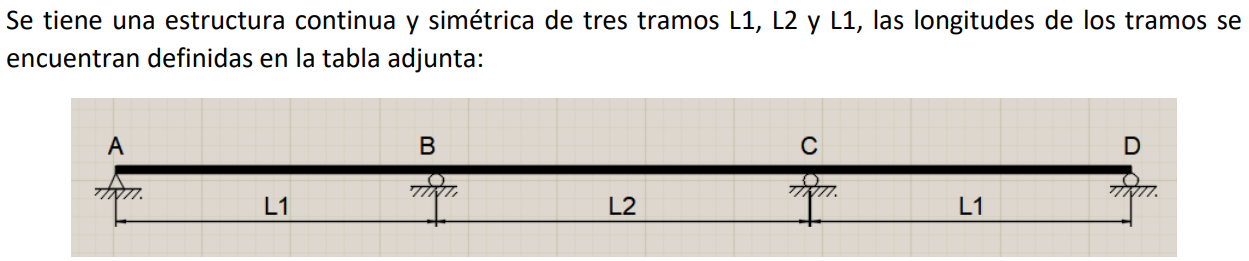 Se tiene una estructura continua y simétrica de tres tramos L1, L2 y L1, las longitudes de los tramos se
encuentran definidas en la tabla adjunta:
A B C D
L1 L2 L1